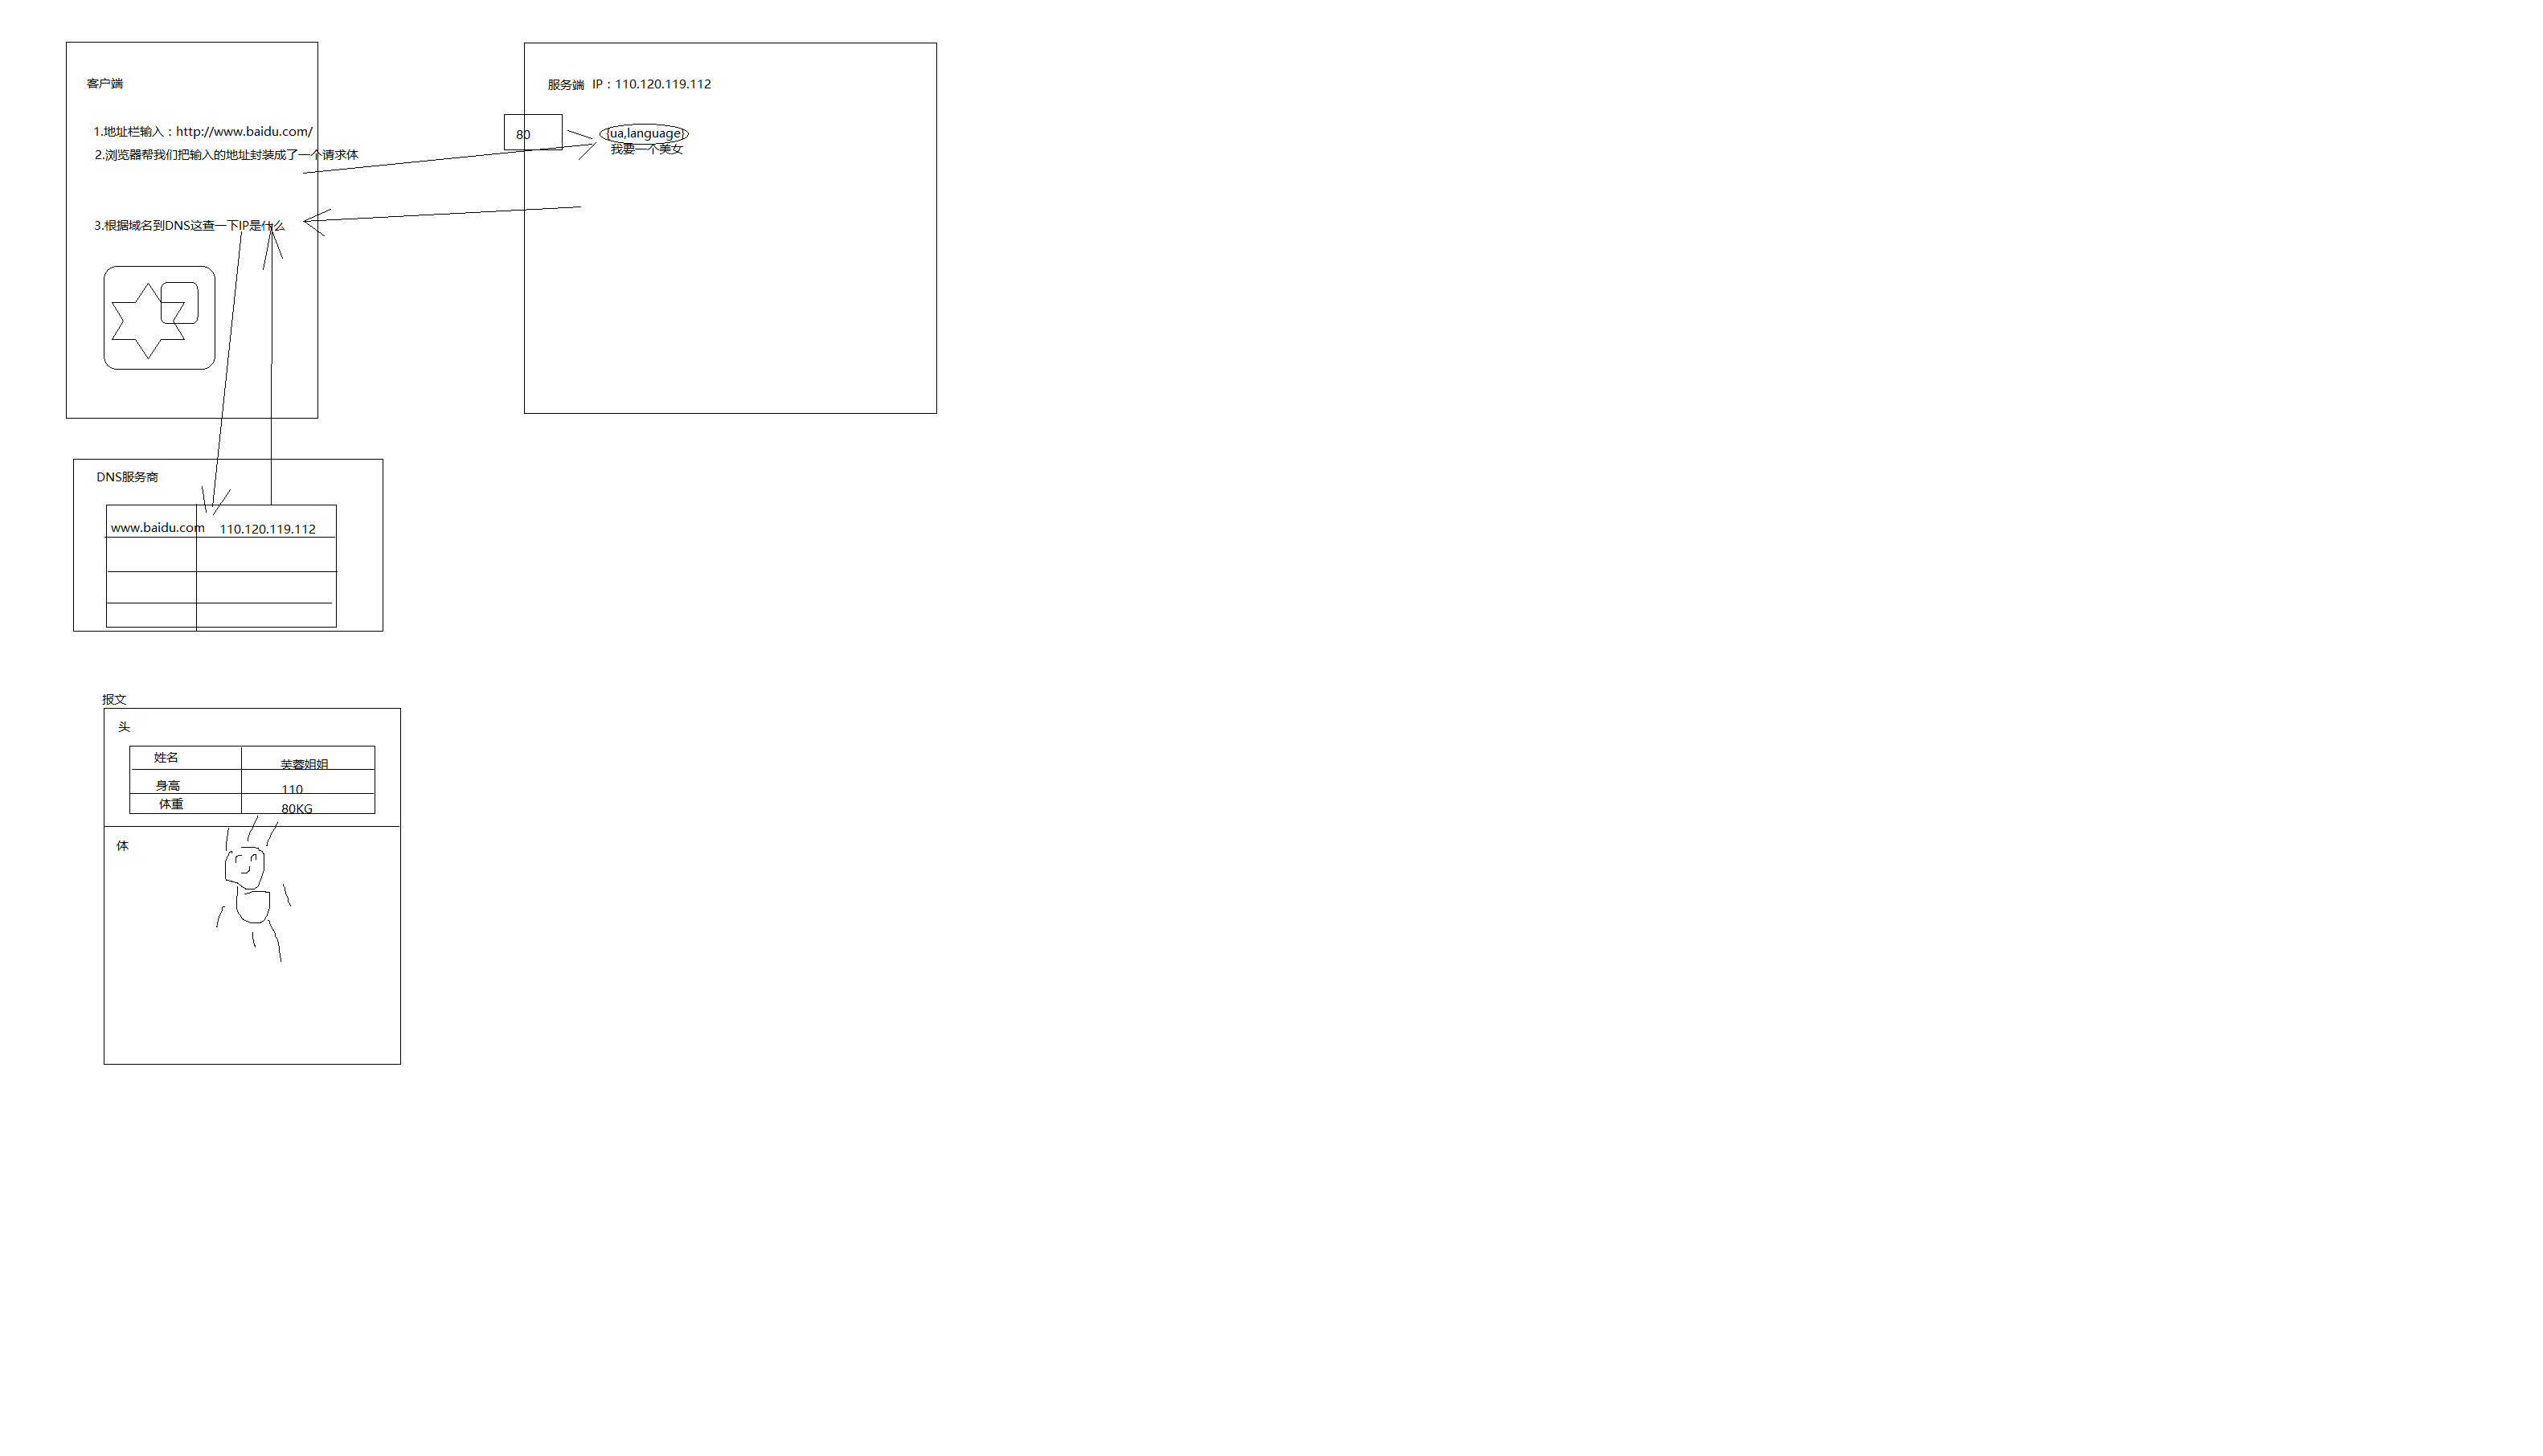 客户端
1.地址栏输入：http://www.baidu.com/
2.浏览器帮我们把输入的地址封装成了一个请求体
3.根据域名到DNS这查一下IP是什么
服务端 IP：110.120.119.112
80
{ua,language}
我要一个美女
DNS服务商
www.baidu.com 110.120.119.112
报文
头
姓名 芙蓉姐姐
身高 110
体重 80KG
体